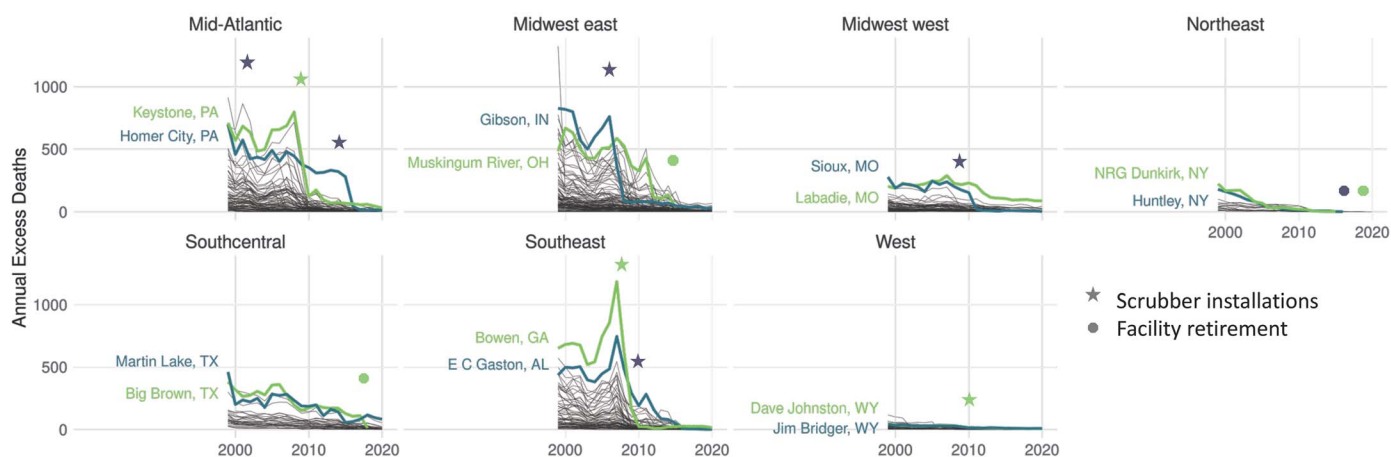 Mid-Atlantic
Midwest east
Midwest west
Northeast
Annual Excess Deaths
1000
500
0
Keystone, PA
Homer City, PA
Gibson, IN
Muskingum River, OH
Sioux, MO
Labadie, MO
NRG Dunkirk, NY
Huntley, NY
2000 2010 2020
Southcentral
Southeast
West
1000
500
0
Martin Lake, TX
Big Brown, TX
Bowen, GA
E C Gaston, AL
Dave Johnston, WY
Jim Bridger, WY
Scrubber installations
Facility retirement
2000 2010 2020
2000 2010 2020
2000 2010 2020